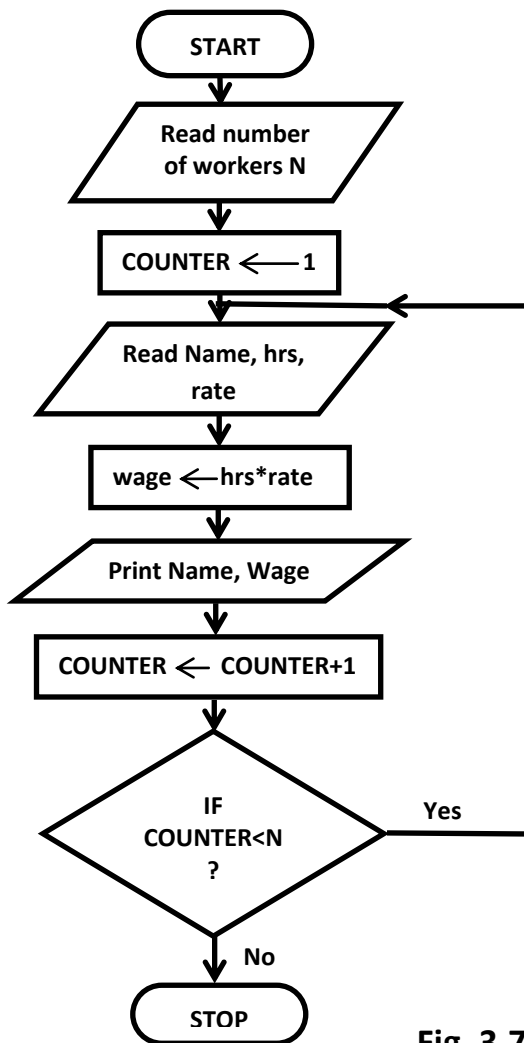 START
Read number
of workers N
COUNTER ← 1
Read Name, hrs,
rate
wage ← hrs*rate
Print Name, Wage
COUNTER ← COUNTER+1
IF
COUNTER<N
?
Yes
No
STOP
Fig. 3.7